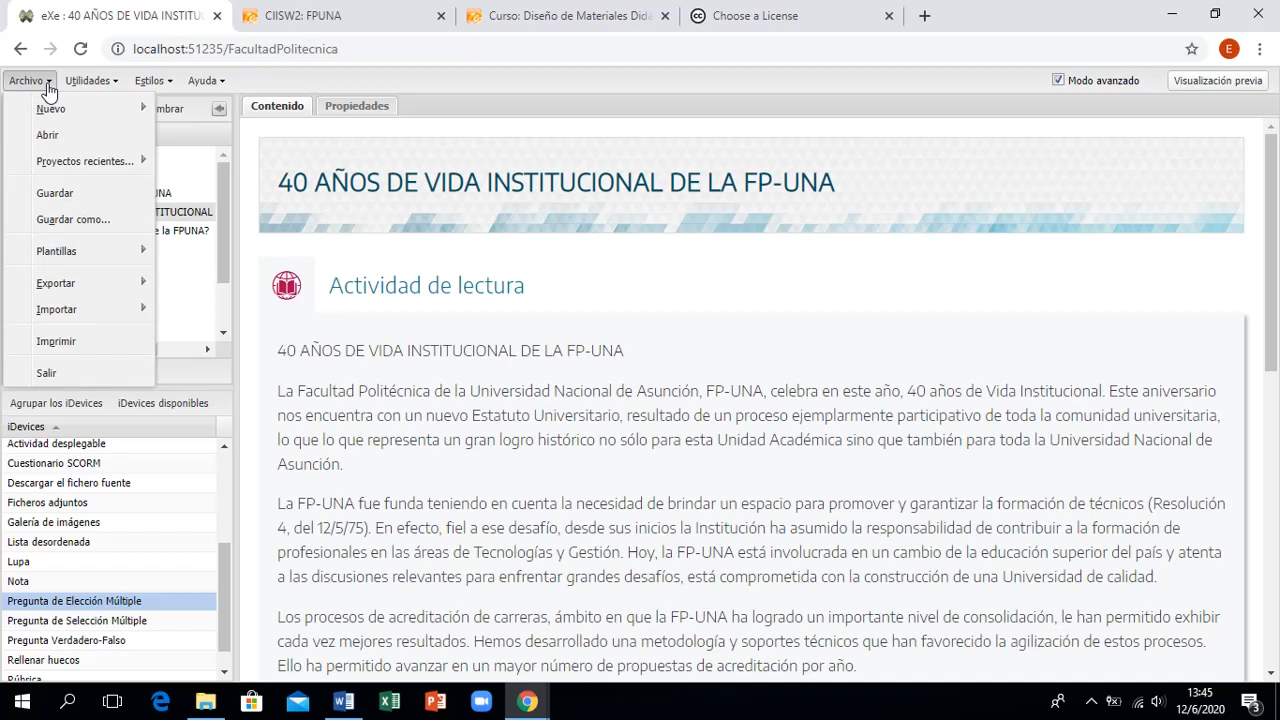 eXe : 40 AÑOS DE VIDA INSTITUC
CIISW2: FPUNA
Curso: Diseño de Materiales Did
Choose a License
localhost:51235/FacultadPolitecnica
E
Archivo
Utilidades
Estilos
Ayuda
Modo avanzado
Visualización previa
Nuevo
Abrir
Proyectos recientes...
Guardar
Guardar como...
Plantillas
Exportar
Importar
Imprimir
Salir
mbrar
UNA
TITUCIONAL
e la FPUNA?
Contenido
Propiedades
40 AÑOS DE VIDA INSTITUCIONAL DE LA FP-UNA
Actividad de lectura
40 AÑOS DE VIDA INSTITUCIONAL DE LA FP-UNA
La Facultad Politécnica de la Universidad Nacional de Asunción, FP-UNA, celebra en este año, 40 años de Vida Institucional. Este aniversario
nos encuentra con un nuevo Estatuto Universitario, resultado de un proceso ejemplarmente participativo de toda la comunidad universitaria,
lo que lo que representa un gran logro histórico no sólo para esta Unidad Académica sino que también para toda la Universidad Nacional de
Asunción.
La FP-UNA fue funda teniendo en cuenta la necesidad de brindar un espacio para promover y garantizar la formación de técnicos (Resolución
4, del 12/5/75). En efecto, fiel a ese desafío, desde sus inicios la Institución ha asumido la responsabilidad de contribuir a la formación de
profesionales en las áreas de Tecnologías y Gestión. Hoy, la FP-UNA está involucrada en un cambio de la educación superior del país y atenta
a las discusiones relevantes para enfrentar grandes desafíos, está comprometida con la construcción de una Universidad de calidad.
Los procesos de acreditación de carreras, ámbito en que la FP-UNA ha logrado un importante nivel de consolidación, le han permitido exhibir
cada vez mejores resultados. Hemos desarrollado una metodología y soportes técnicos que han favorecido la agilización de estos procesos.
Ello ha permitido avanzar en un mayor número de propuestas de acreditación por año.
Agrupar los iDevices
iDevices disponibles
iDevices
Actividad desplegable
Cuestionario SCORM
Descargar el fichero fuente
Ficheros adjuntos
Galería de imágenes
Lista desordenada
Lupa
Nota
Pregunta de Elección Múltiple
Pregunta de Selección Múltiple
Pregunta Verdadero-Falso
Rellenar huecos
Rúbrica
13:45
12/6/2020
3